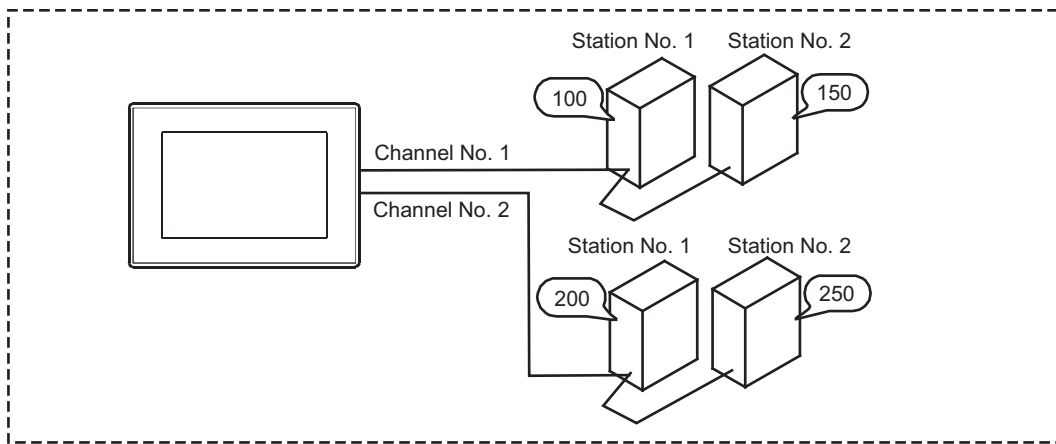 Station No. 1 Station No. 2
100 150
Channel No. 1
Channel No. 2
Station No. 1 Station No. 2
200 250